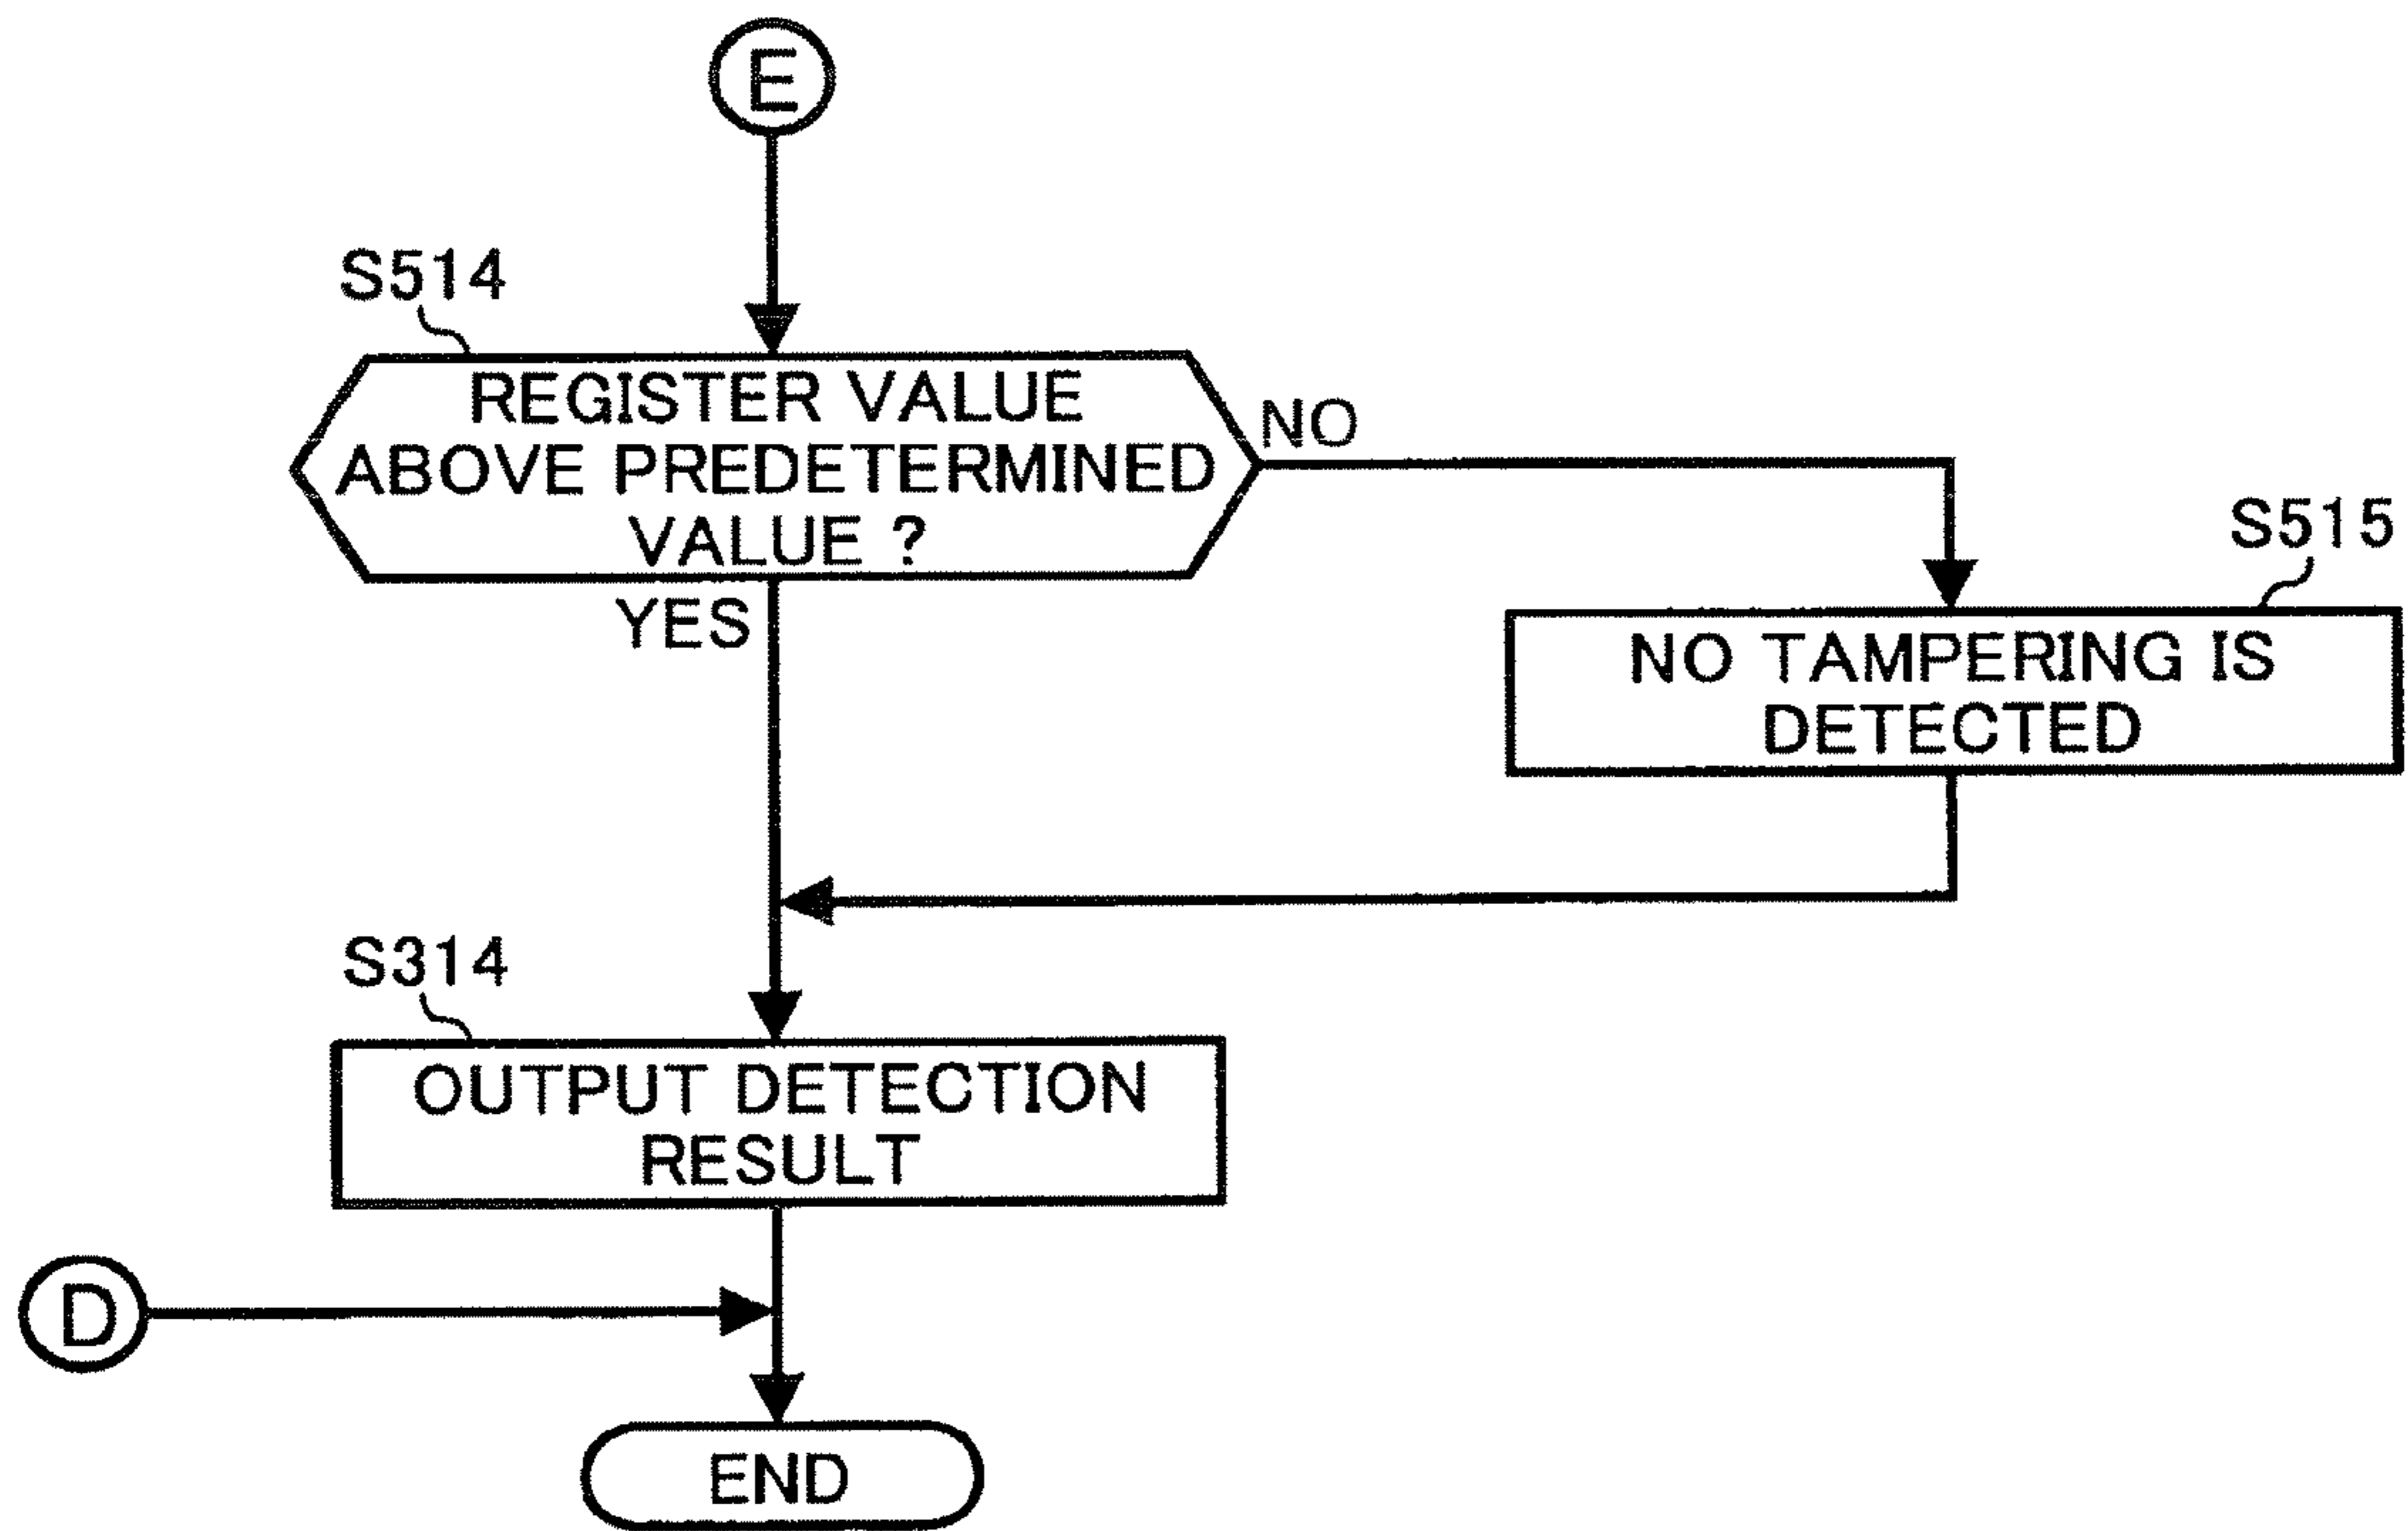 E
S514
REGISTER VALUE
ABOVE PREDETERMINED
VALUE ?
NO
YES
S515
NO TAMPERING IS
DETECTED
S314
OUTPUT DETECTION
RESULT
D
END